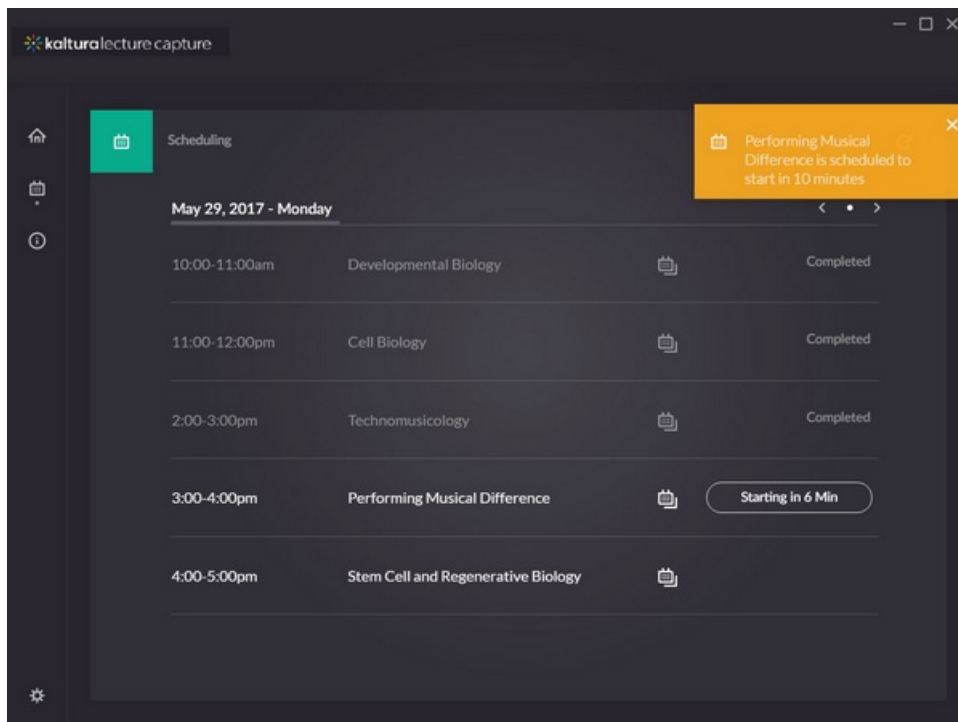 kaltura lecture capture
Scheduling
Performing Musical
Difference is scheduled to
start in 10 minutes
May 29, 2017 - Monday
10:00-11:00am Developmental Biology Completed
11:00-12:00pm Cell Biology Completed
2:00-3:00pm Technomusicology Completed
3:00-4:00pm Performing Musical Difference Starting in 6 Min
4:00-5:00pm Stem Cell and Regenerative Biology